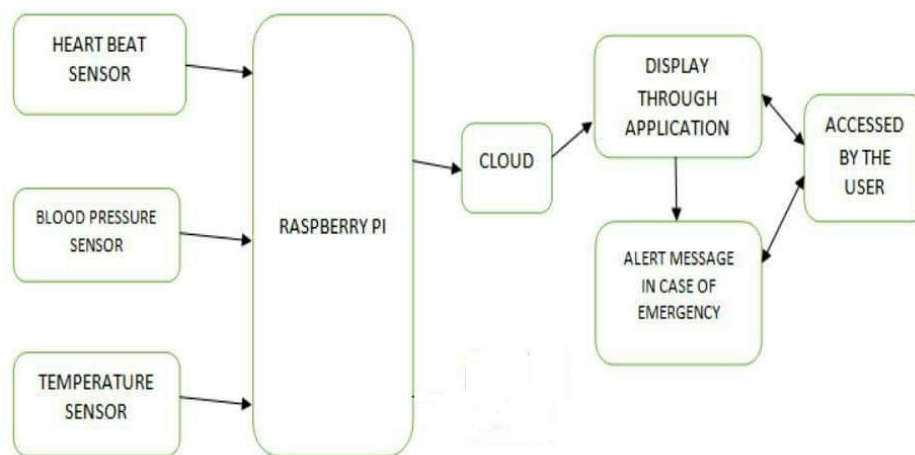 HEART BEAT
SENSOR
BLOOD PRESSURE
SENSOR
TEMPERATURE
SENSOR
RASPBERRY PI
CLOUD
DISPLAY
THROUGH
APPLICATION
ALERT MESSAGE
IN CASE OF
EMERGENCY
ACCESSED
BY THE
USER